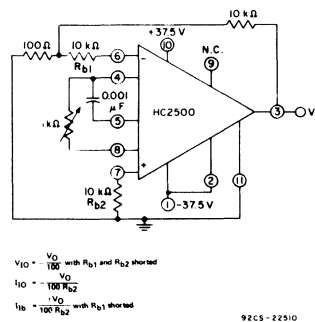 10 kΩ
+37.5 V
100 Ω
10 kΩ
Rb1
6
-
10
N.C.
9
4
0.001
μF
HC2500
3
V
1kΩ
5
8
+
7
10 kΩ
Rb2
2
11
1
-37.5 V
VIO = VO / 100 with Rb1 and Rb2 shorted
IIO = VO / 100 Rb2
IIb = VO / 100 Rb2 with Rb1 shorted
92CS-22510